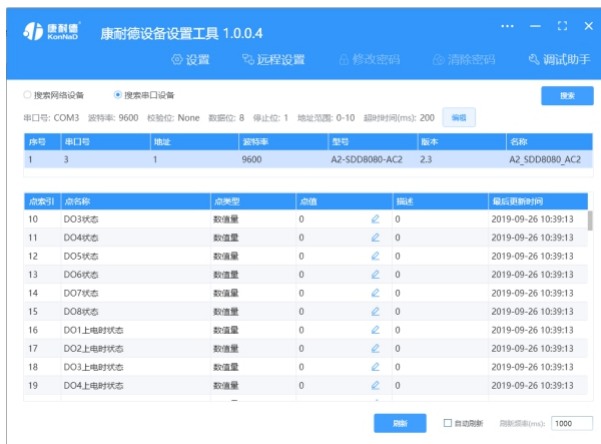 康耐德 KonNaD 康耐德设备设置工具 1.0.0.4
设置 远程设置 修改密码 清除密码 调试助手
搜索网络设备 搜索串口设备 搜索
串口号: COM3 波特率: 9600 校验位: None 数据位: 8 停止位: 1 地址范围: 0-10 超时时间(ms): 200 编辑
序号 串口号 地址 波特率 型号 版本 名称
1 3 1 9600 A2-SDD8080-AC2 2.3 A2_SDD8080_AC2
点索引 点名称 点类型 点值 描述 最后更新时间
10 DO3状态 数值量 0 0 2019-09-26 10:39:13
11 DO4状态 数值量 0 0 2019-09-26 10:39:13
12 DO5状态 数值量 0 0 2019-09-26 10:39:13
13 DO6状态 数值量 0 0 2019-09-26 10:39:13
14 DO7状态 数值量 0 0 2019-09-26 10:39:13
15 DO8状态 数值量 0 0 2019-09-26 10:39:13
16 DO1上电时状态 数值量 0 0 2019-09-26 10:39:13
17 DO2上电时状态 数值量 0 0 2019-09-26 10:39:13
18 DO3上电时状态 数值量 0 0 2019-09-26 10:39:13
19 DO4上电时状态 数值量 0 0 2019-09-26 10:39:13
刷新 自动刷新 刷新频率(ms): 1000